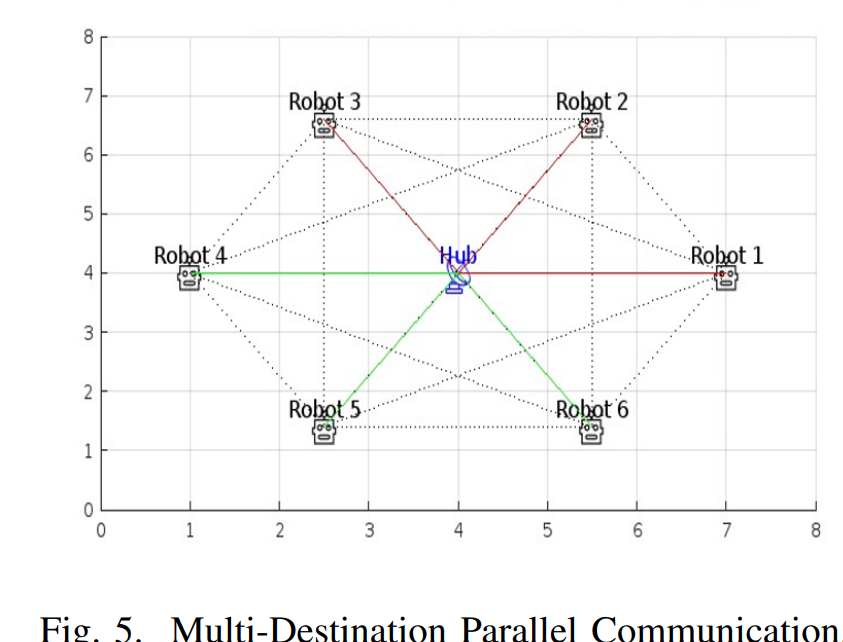 8
Robot 3 Robot 2
7
6
5
Robot 4 Hub Robot 1
4
3
2
Robot 5 Robot 6
1
0
0 1 2 3 4 5 6 7 8
Fig. 5. Multi-Destination Parallel Communication.